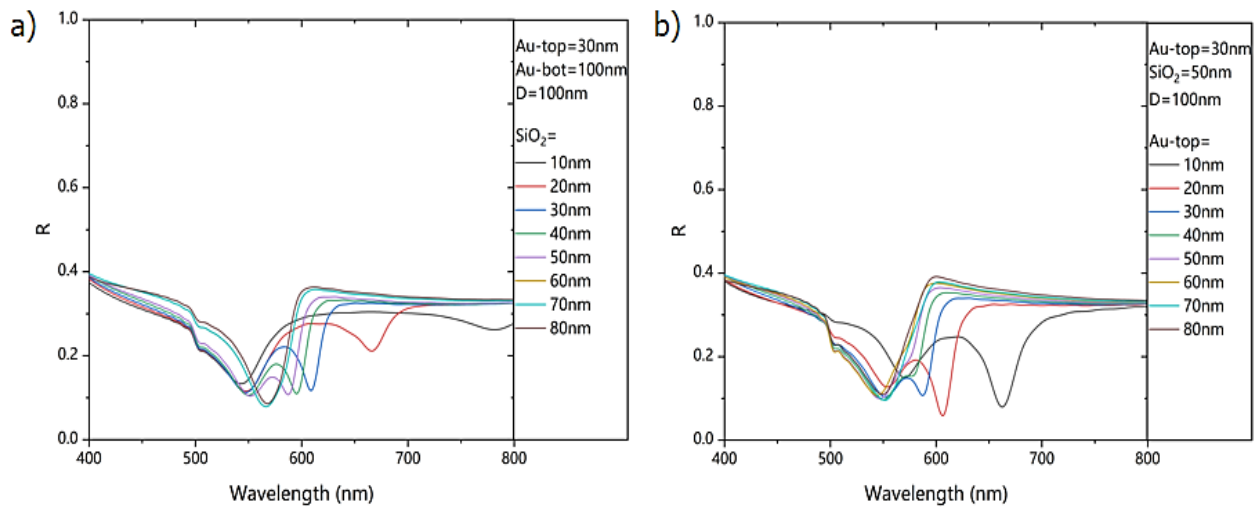 a)
1.0
0.8
0.6
0.4
0.2
0.0
R
400
500
600
700
800
Wavelength (nm)
Au-top=30nm
Au-bot=100nm
D=100nm
SiO₂=
10nm
20nm
30nm
40nm
50nm
60nm
70nm
80nm
b)
1.0
0.8
0.6
0.4
0.2
0.0
R
400
500
600
700
800
Wavelength (nm)
Au-top=30nm
SiO₂=50nm
D=100nm
Au-top=
10nm
20nm
30nm
40nm
50nm
60nm
70nm
80nm